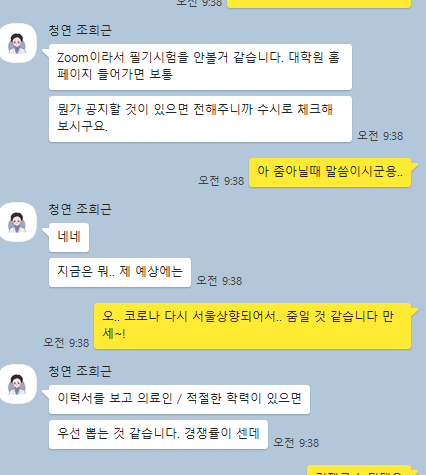 오전 9:38
청연 조희근
Zoom이라서 필기시험을 안볼거 같습니다. 대학원 홈
페이지 들어가면 보통
뭔가 공지할 것이 있으면 전해주니까 수시로 체크해
보시구요.
오전 9:38
아 줌아닐때 말씀이시군용..
오전 9:38
청연 조희근
네네
지금은 뭐.. 제 예상에는
오전 9:38
오.. 코로나 다시 서울상향되어서.. 줌일 것 같습니다 만
세~!
오전 9:38
청연 조희근
이력서를 보고 의료인 / 적절한 학력이 있으면
우선 뽑는 것 같습니다. 경쟁률이 센데
오전 9:38